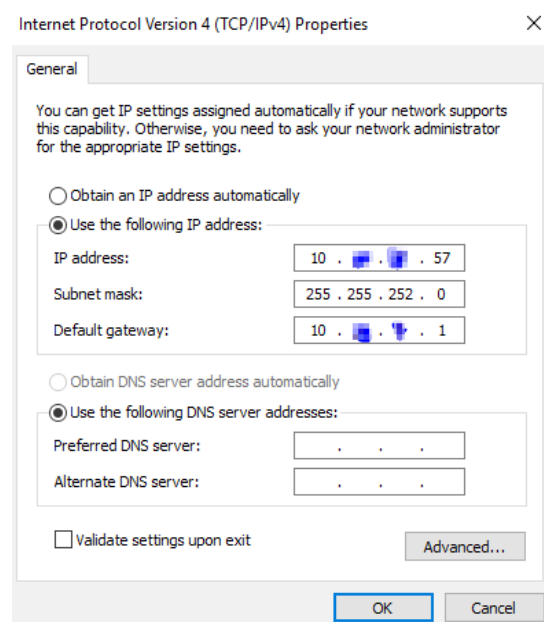 Internet Protocol Version 4 (TCP/IPv4) Properties
General
You can get IP settings assigned automatically if your network supports
this capability. Otherwise, you need to ask your network administrator
for the appropriate IP settings.
Obtain an IP address automatically
Use the following IP address:
IP address: 10 . . . 57
Subnet mask: 255 . 255 . 252 . 0
Default gateway: 10 . . . 1
Obtain DNS server address automatically
Use the following DNS server addresses:
Preferred DNS server: . . .
Alternate DNS server: . . .
Validate settings upon exit
Advanced...
OK Cancel